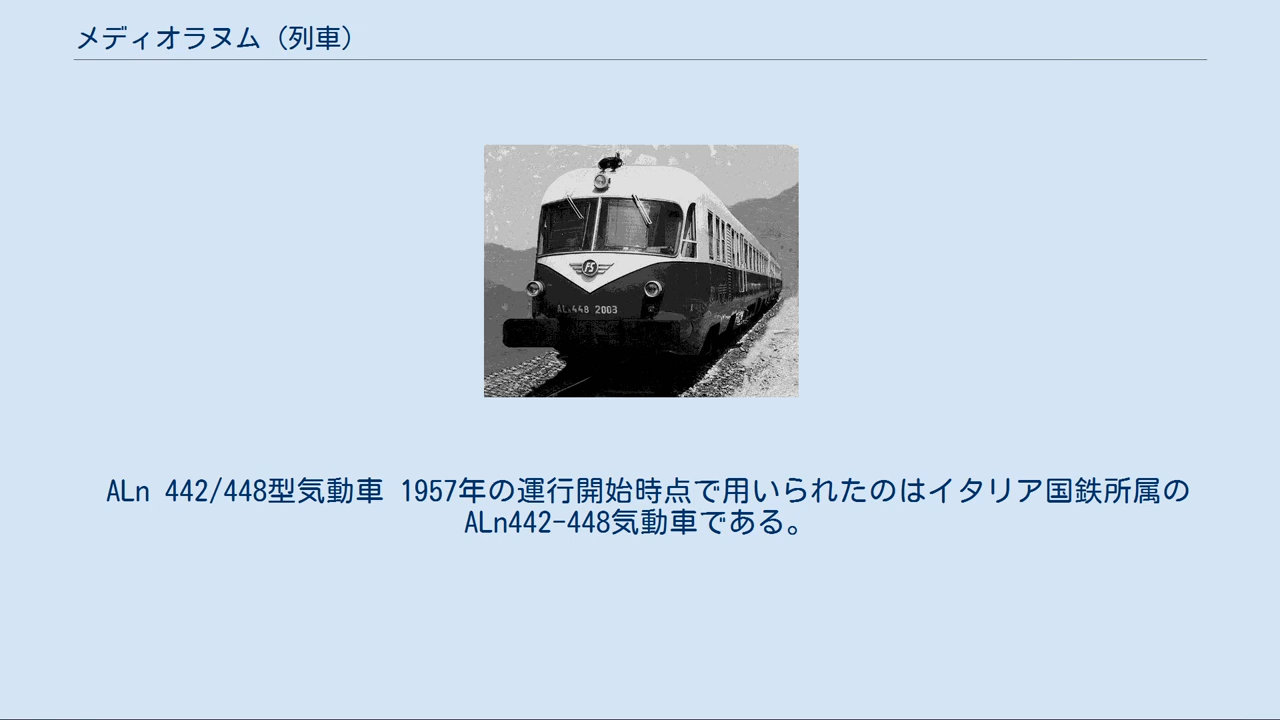 メディオラヌム（列車）
FS
ALn448 2003
ALn 442/448型気動車 1957年の運行開始時点で用いられたのはイタリア国鉄所属の
ALn442-448気動車である。